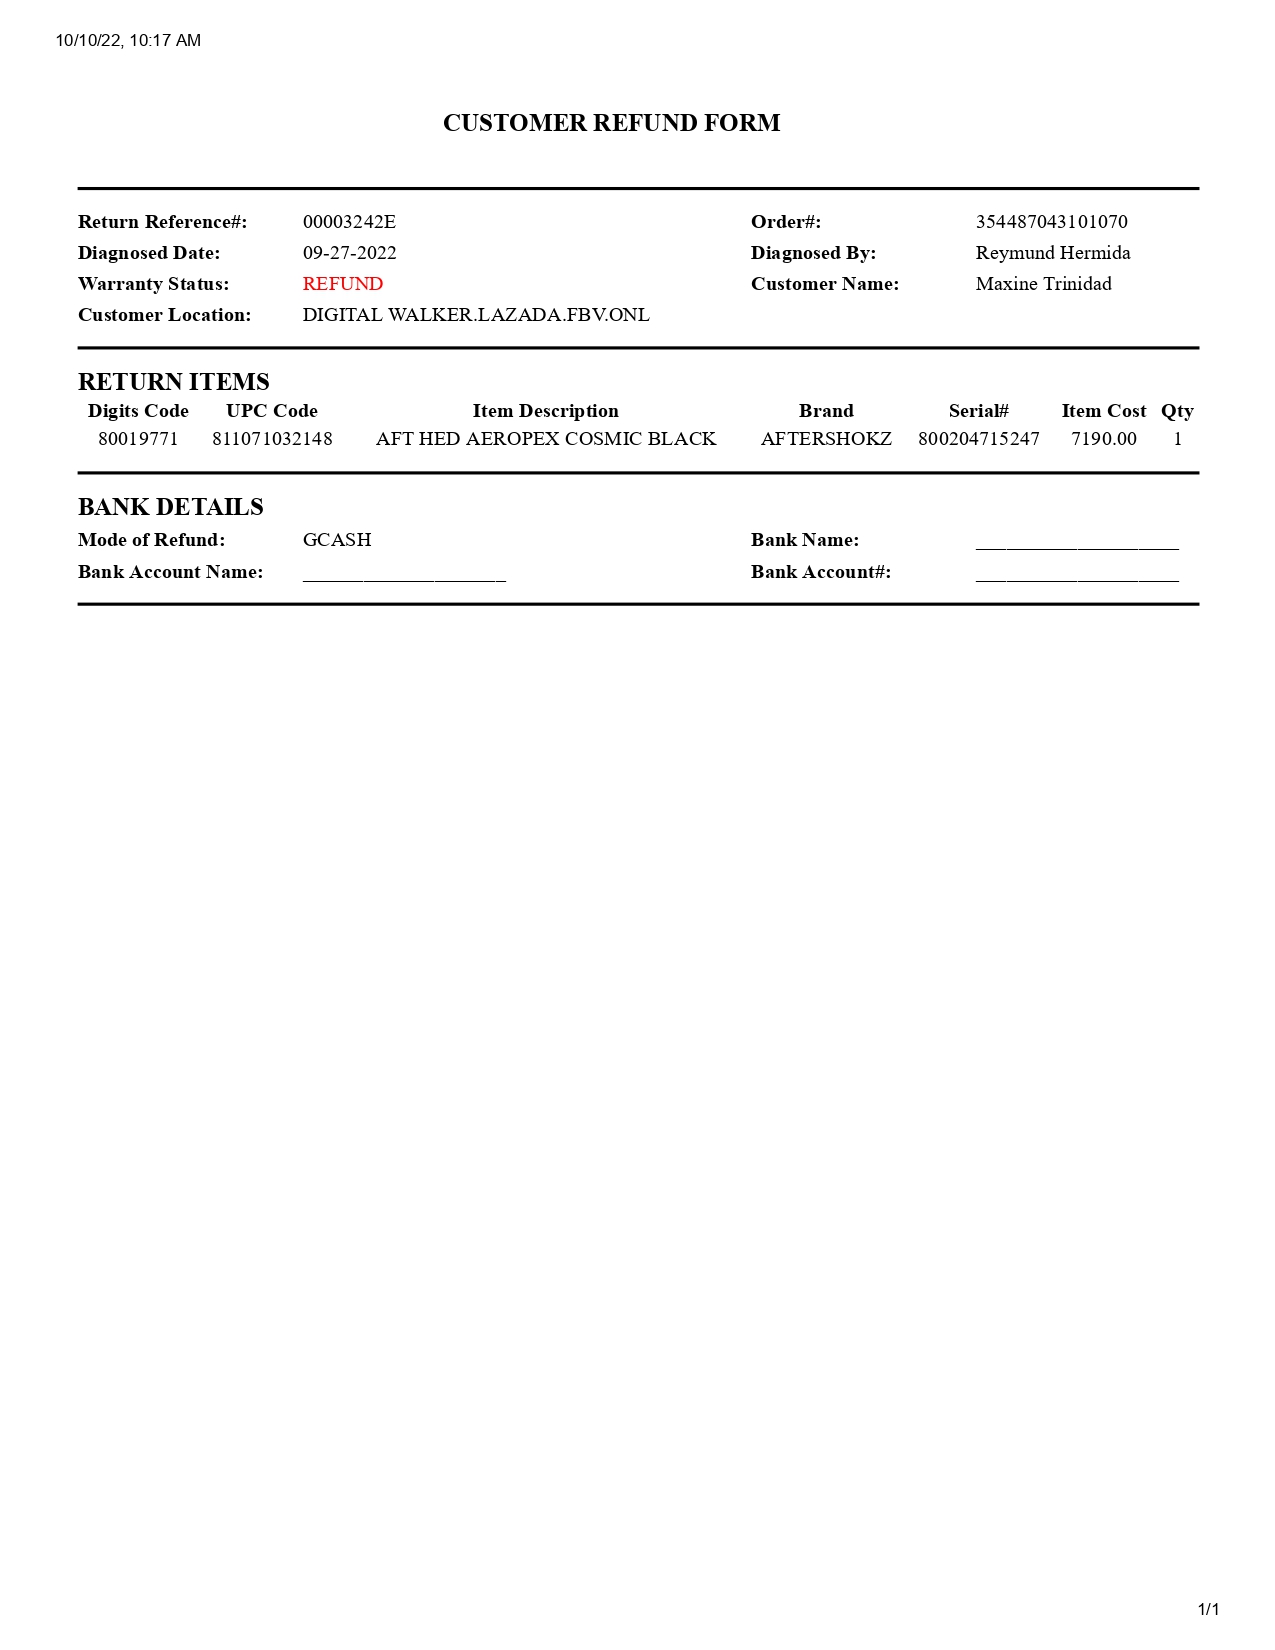 10/10/22, 10:17 AM
CUSTOMER REFUND FORM
Return Reference#: 00003242E Order#: 354487043101070
Diagnosed Date: 09-27-2022 Diagnosed By: Reymund Hermida
Warranty Status: REFUND Customer Name: Maxine Trinidad
Customer Location: DIGITAL WALKER.LAZADA.FBV.ONL
RETURN ITEMS
Digits Code UPC Code Item Description Brand Serial# Item Cost Qty
80019771 811071032148 AFT HED AEROPEX COSMIC BLACK AFTERSHOKZ 800204715247 7190.00 1
BANK DETAILS
Mode of Refund: GCASH Bank Name: ____________________
Bank Account Name: ____________________ Bank Account#: ____________________
1/1